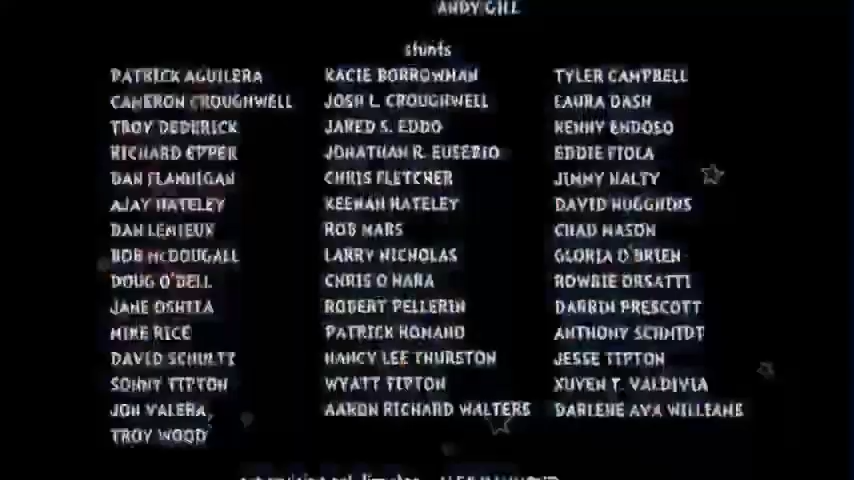 ANDY GILL
stunts
PATRICK AGUILERA KACIE BORROWMAN TYLER CAMPBELL
CAMERON CROUGHWELL JOSH L. CROUGHWELL LAURA DASH
TROY DEDERICK JARED S. EDDO KENNY ENDOSO
RICHARD EPPER JONATHAN R. EUSEBIO EDDIE FIOLA
DAN FLANNIGAN CHRIS FLETCHER JIMMY HALTY
AJAY HATELEY KEENAN HATELEY DAVID HUGGHINS
DAN LEMIEUX ROB MARS CHAD MASON
BOB McDOUGALL LARRY NICHOLAS GLORIA O'BRIEN
DOUG O'DELL CHRIS O'HARA ROWBIE ORSATTI
JANE OSHITA ROBERT PELLERIN DARRIN PRESCOTT
MIKE RICE PATRICK ROMANO ANTHONY SCHMIDT
DAVID SCHULTZ NANCY LEE THURSTON JESSE TIPTON
SONNY TIPTON WYATT TIPTON XUYEN T. VALDIVIA
JON VALERA, AARON RICHARD WALTERS DARLENE AVA WILLIAMS
TROY WOOD